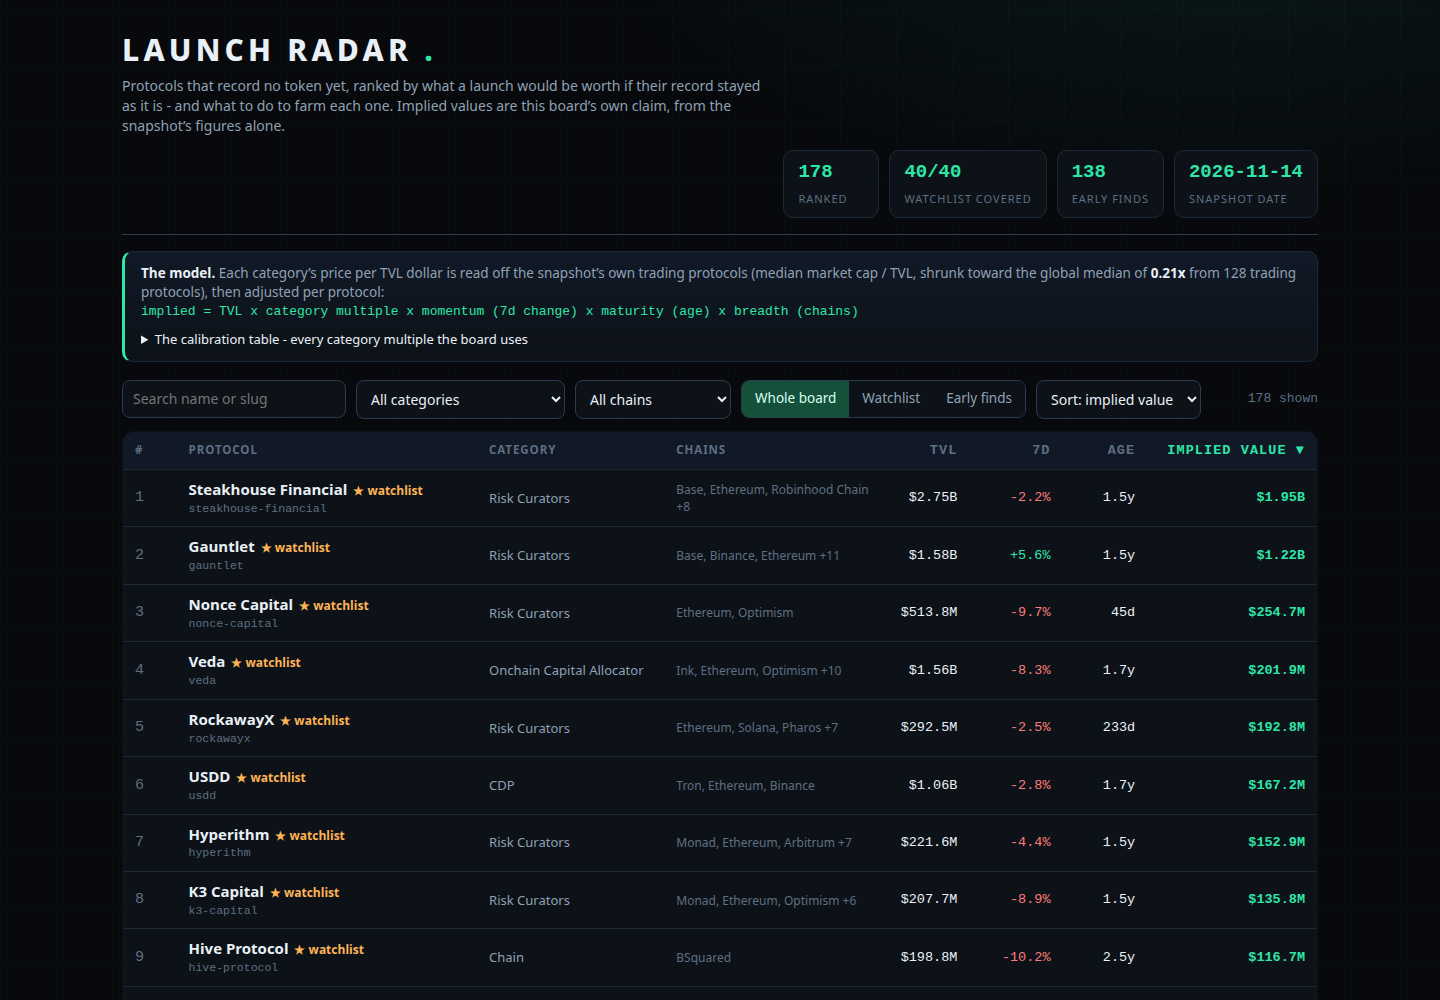 LAUNCH RADAR .
Protocols that record no token yet, ranked by what a launch would be worth if their record stayed
as it is - and what to do to farm each one. Implied values are this board's own claim, from the
snapshot's figures alone.
178
RANKED
40/40
WATCHLIST COVERED
138
EARLY FINDS
2026-11-14
SNAPSHOT DATE
The model. Each category's price per TVL dollar is read off the snapshot's own trading protocols (median market cap / TVL, shrunk toward the global median of 0.21x from 128 trading
protocols), then adjusted per protocol:
implied = TVL x category multiple x momentum (7d change) x maturity (age) x breadth (chains)
▶ The calibration table - every category multiple the board uses
Search name or slug
All categories
All chains
Whole board
Watchlist
Early finds
Sort: implied value
178 shown
# PROTOCOL CATEGORY CHAINS TVL 7D AGE IMPLIED VALUE ▼
1 Steakhouse Financial ★ watchlist Risk Curators Base, Ethereum, Robinhood Chain $2.75B -2.2% 1.5y $1.95B
steakhouse-financial +8
2 Gauntlet ★ watchlist Risk Curators Base, Binance, Ethereum +11 $1.58B +5.6% 1.5y $1.22B
gauntlet
3 Nonce Capital ★ watchlist Risk Curators Ethereum, Optimism $513.8M -9.7% 45d $254.7M
nonce-capital
4 Veda ★ watchlist Onchain Capital Allocator Ink, Ethereum, Optimism +10 $1.56B -8.3% 1.7y $201.9M
veda
5 RockawayX ★ watchlist Risk Curators Ethereum, Solana, Pharos +7 $292.5M -2.5% 233d $192.8M
rockawayx
6 USDD ★ watchlist CDP Tron, Ethereum, Binance $1.06B -2.8% 1.7y $167.2M
usdd
7 Hyperithm ★ watchlist Risk Curators Monad, Ethereum, Arbitrum +7 $221.6M -4.4% 1.5y $152.9M
hyperithm
8 K3 Capital ★ watchlist Risk Curators Monad, Ethereum, Optimism +6 $207.7M -8.9% 1.5y $135.8M
k3-capital
9 Hive Protocol ★ watchlist Chain BSquared $198.8M -10.2% 2.5y $116.7M
hive-protocol